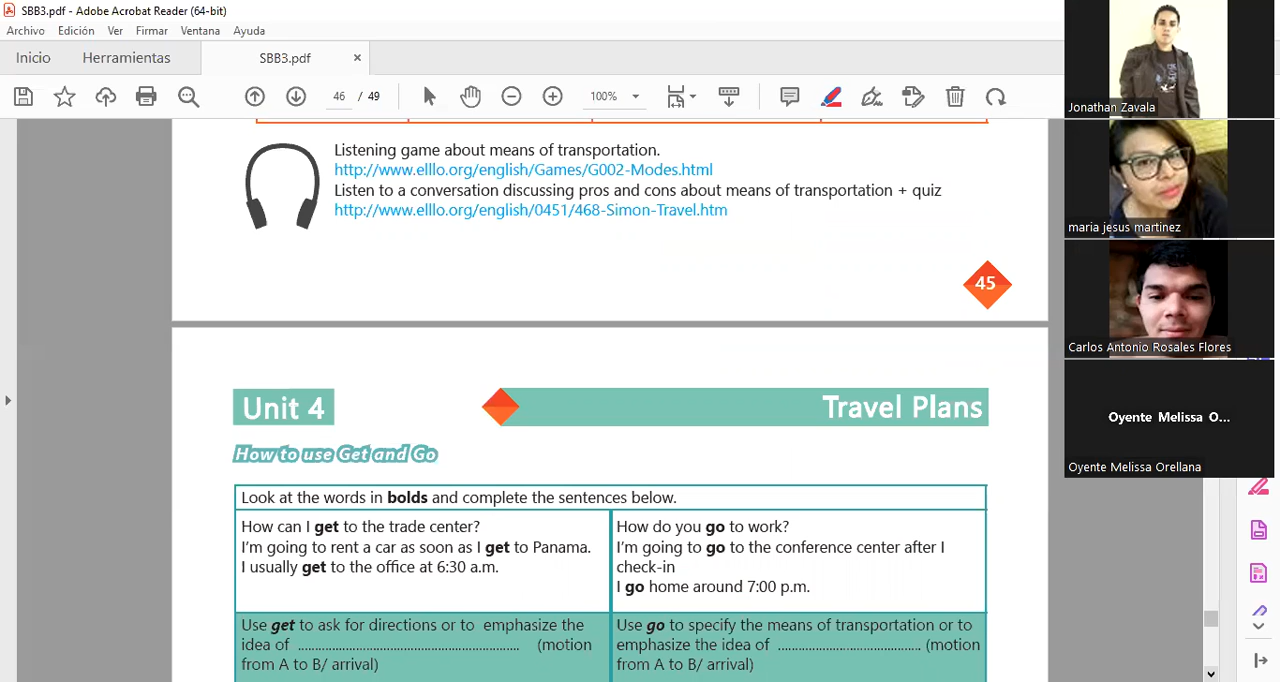 SBB3.pdf - Adobe Acrobat Reader (64-bit)
Archivo Edición Ver Firmar Ventana Ayuda
Inicio Herramientas SBB3.pdf ×
46 / 49 100%
Listening game about means of transportation.
http://www.elllo.org/english/Games/G002-Modes.html
Listen to a conversation discussing pros and cons about means of transportation + quiz
http://www.elllo.org/english/0451/468-Simon-Travel.htm
45
Unit 4 Travel Plans
How to use Get and Go
Look at the words in bolds and complete the sentences below.
How can I get to the trade center?
I'm going to rent a car as soon as I get to Panama.
I usually get to the office at 6:30 a.m.
How do you go to work?
I'm going to go to the conference center after I
check-in
I go home around 7:00 p.m.
Use get to ask for directions or to emphasize the
idea of ...................................................... (motion
from A to B/ arrival)
Use go to specify the means of transportation or to
emphasize the idea of ................................... (motion
from A to B/ arrival)
Jonathan Zavala
maria jesus martinez
Carlos Antonio Rosales Flores
Oyente Melissa O...
Oyente Melissa Orellana